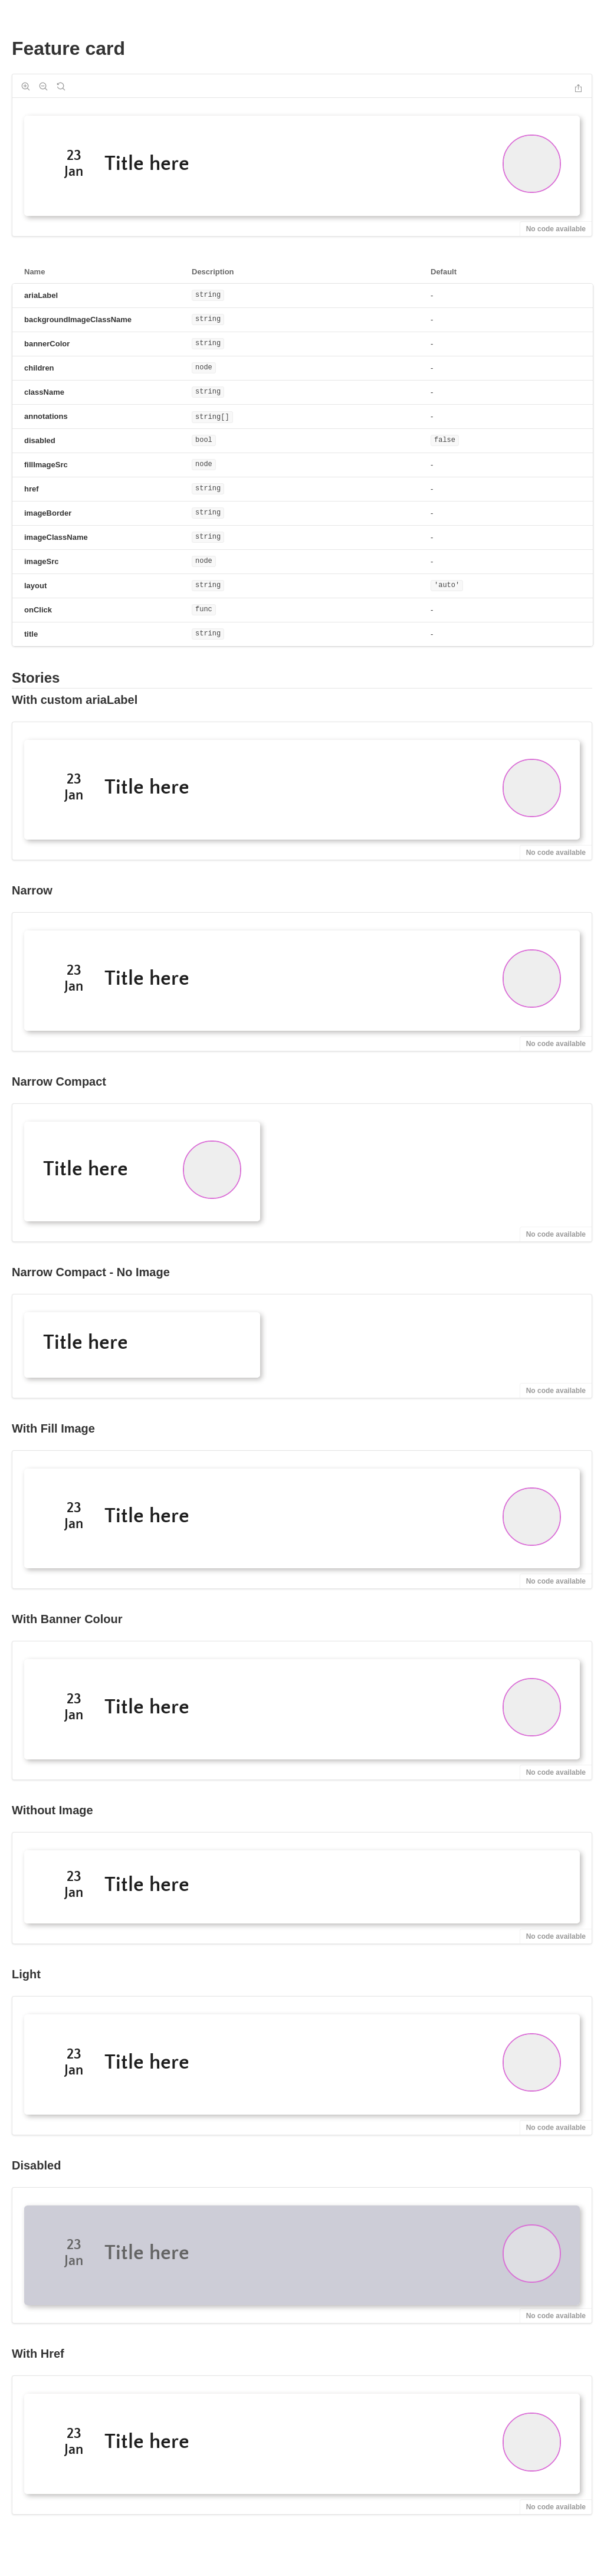 Feature card
23
Jan
Title here
No code available
Name Description Default
ariaLabel string -
backgroundImageClassName string -
bannerColor string -
children node -
className string -
annotations string[] -
disabled bool false
fillImageSrc node -
href string -
imageBorder string -
imageClassName string -
imageSrc node -
layout string 'auto'
onClick func -
title string -
Stories
With custom ariaLabel
23
Jan
Title here
No code available
Narrow
23
Jan
Title here
No code available
Narrow Compact
Title here
No code available
Narrow Compact - No Image
Title here
No code available
With Fill Image
23
Jan
Title here
No code available
With Banner Colour
23
Jan
Title here
No code available
Without Image
23
Jan
Title here
No code available
Light
23
Jan
Title here
No code available
Disabled
23
Jan
Title here
No code available
With Href
23
Jan
Title here
No code available